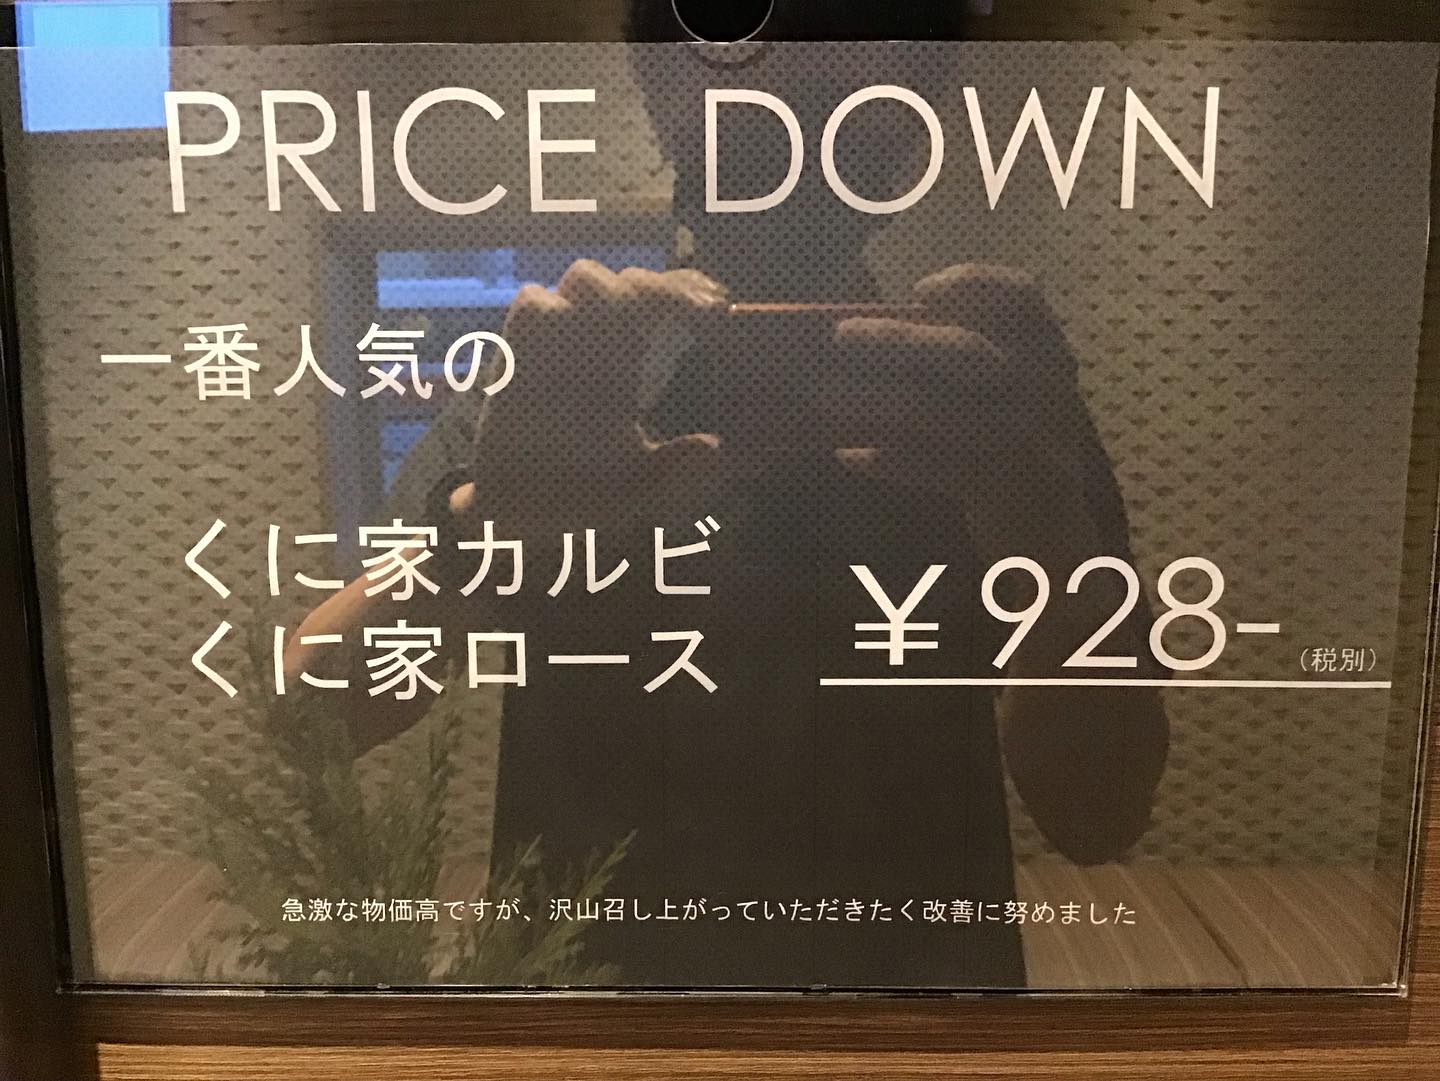 PRICE DOWN
一番人気の
くに家カルビ
くに家ロース ￥928-（税別）
急激な物価高ですが、沢山召し上がっていただきたく改善に努めました